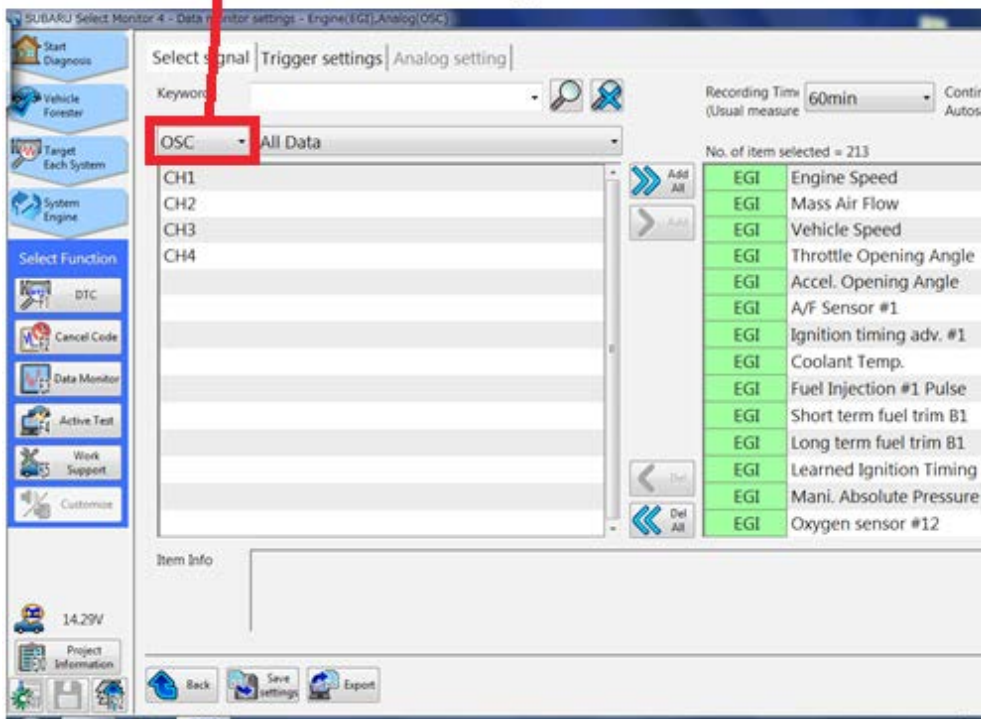 SUBARU Select Monitor 4 - Data monitor settings - Engine(EGI),Analog(OSC)
Start
Diagnosis
Vehicle
Forester
Target
Each System
System
Engine
Select Function
DTC
Cancel Code
Data Monitor
Active Test
Work
Support
Customize
14.29V
Project
Information
Select signal
Trigger settings
Analog setting
Keyword
OSC
All Data
CH1
CH2
CH3
CH4
Add
All
Add
Del
Del
All
Recording Time
(Usual measure
60min
Contin
Autos
No. of item selected = 213
EGI Engine Speed
EGI Mass Air Flow
EGI Vehicle Speed
EGI Throttle Opening Angle
EGI Accel. Opening Angle
EGI A/F Sensor #1
EGI Ignition timing adv. #1
EGI Coolant Temp.
EGI Fuel Injection #1 Pulse
EGI Short term fuel trim B1
EGI Long term fuel trim B1
EGI Learned Ignition Timing
EGI Mani. Absolute Pressure
EGI Oxygen sensor #12
Item Info
Back
Save
settings
Export